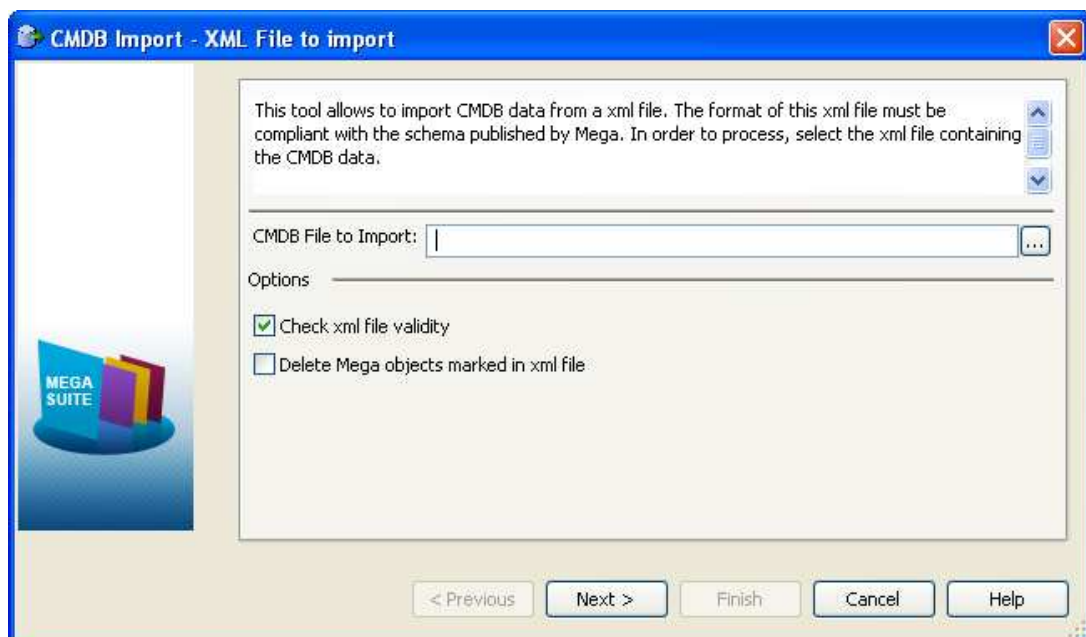 CMDB Import - XML File to import
This tool allows to import CMDB data from a xml file. The format of this xml file must be
compliant with the schema published by Mega. In order to process, select the xml file containing
the CMDB data.
CMDB File to Import:
...
Options
Check xml file validity
Delete Mega objects marked in xml file
MEGA
SUITE
< Previous
Next >
Finish
Cancel
Help